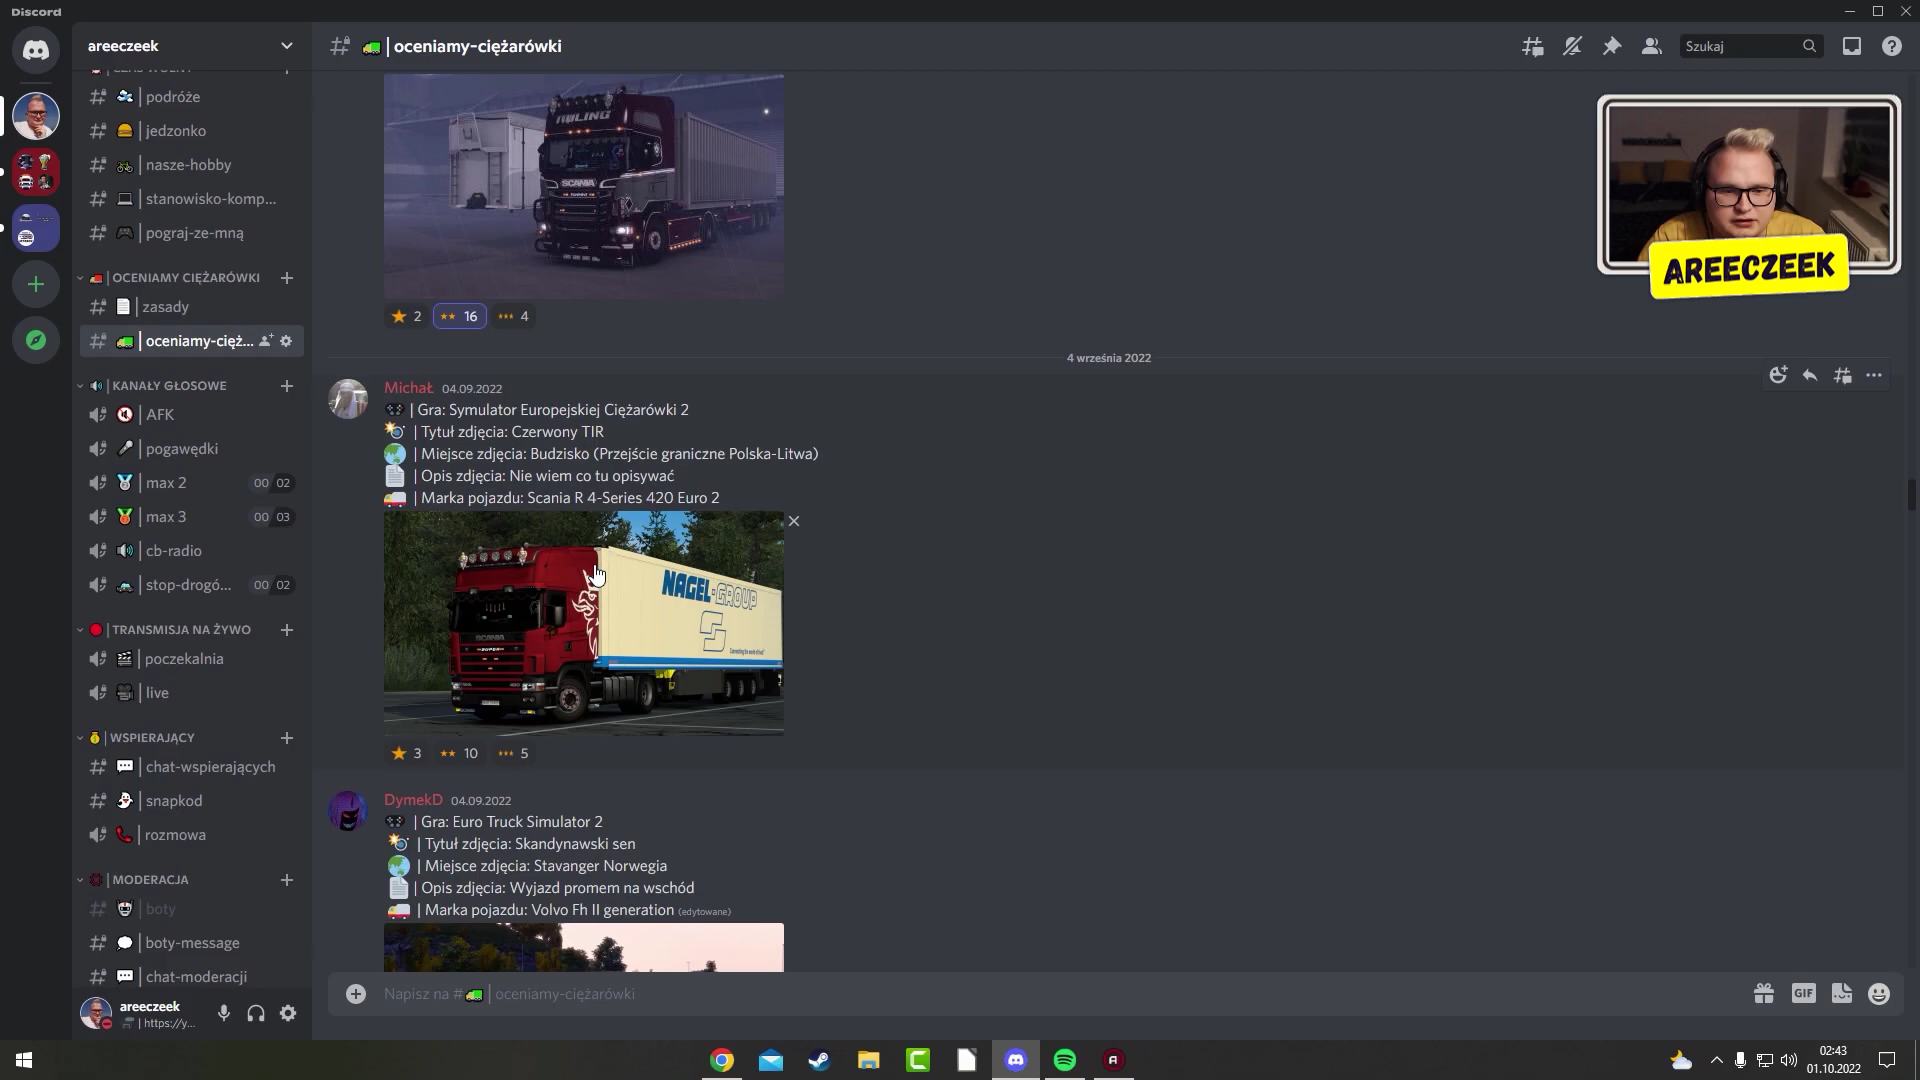 Discord
areeczeek
| podróże
| jedzonko
| nasze-hobby
| stanowisko-komp...
| pograj-ze-mną
| OCENIAMY CIĘŻARÓWKI
| zasady
| oceniamy-cięż...
| KANAŁY GŁOSOWE
| AFK
| pogawędki
| max 2 00 02
| max 3 00 03
| cb-radio
| stop-drogó... 00 02
| TRANSMISJA NA ŻYWO
| poczekalnia
| live
| WSPIERAJĄCY
| chat-wspierających
| snapkod
| rozmowa
| MODERACJA
| boty
| boty-message
| chat-moderacji
areeczeek
| https://y...
| oceniamy-ciężarówki
Szukaj
SCANIA
2 16 4
4 września 2022
MichaŁ 04.09.2022
| Gra: Symulator Europejskiej Ciężarówki 2
| Tytuł zdjęcia: Czerwony TIR
| Miejsce zdjęcia: Budzisko (Przejście graniczne Polska-Litwa)
| Opis zdjęcia: Nie wiem co tu opisywać
| Marka pojazdu: Scania R 4-Series 420 Euro 2
NAGEL-GROUP
SCANIA
SUPER
3 10 5
DymekD 04.09.2022
| Gra: Euro Truck Simulator 2
| Tytuł zdjęcia: Skandynawski sen
| Miejsce zdjęcia: Stavanger Norwegia
| Opis zdjęcia: Wyjazd promem na wschód
| Marka pojazdu: Volvo Fh II generation (edytowane)
Napisz na # | oceniamy-ciężarówki
GIF
AREECZEEK
02:43
01.10.2022